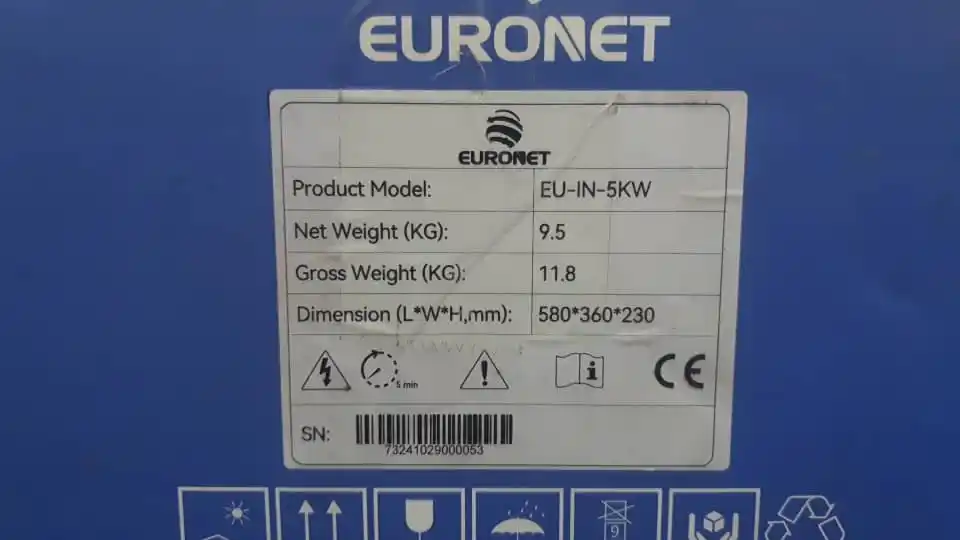 EURONET
EURONET
Product Model: EU-IN-5KW
Net Weight (KG): 9.5
Gross Weight (KG): 11.8
Dimension (L*W*H,mm): 580*360*230
5 min
i
CE
SN:
73241029000053
9